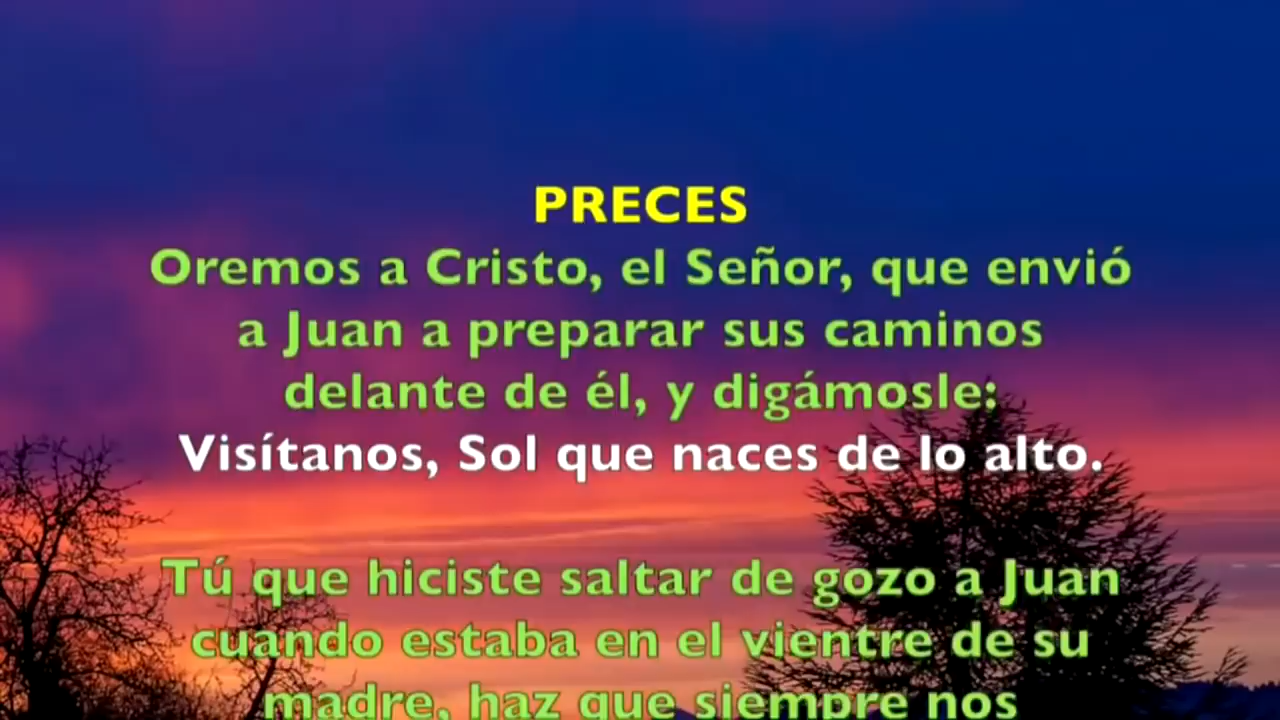 PRECES
Oremos a Cristo, el Señor, que envió
a Juan a preparar sus caminos
delante de él, y digámosle:
Visítanos, Sol que naces de lo alto.
Tú que hiciste saltar de gozo a Juan
cuando estaba en el vientre de su
madre, haz que siempre nos